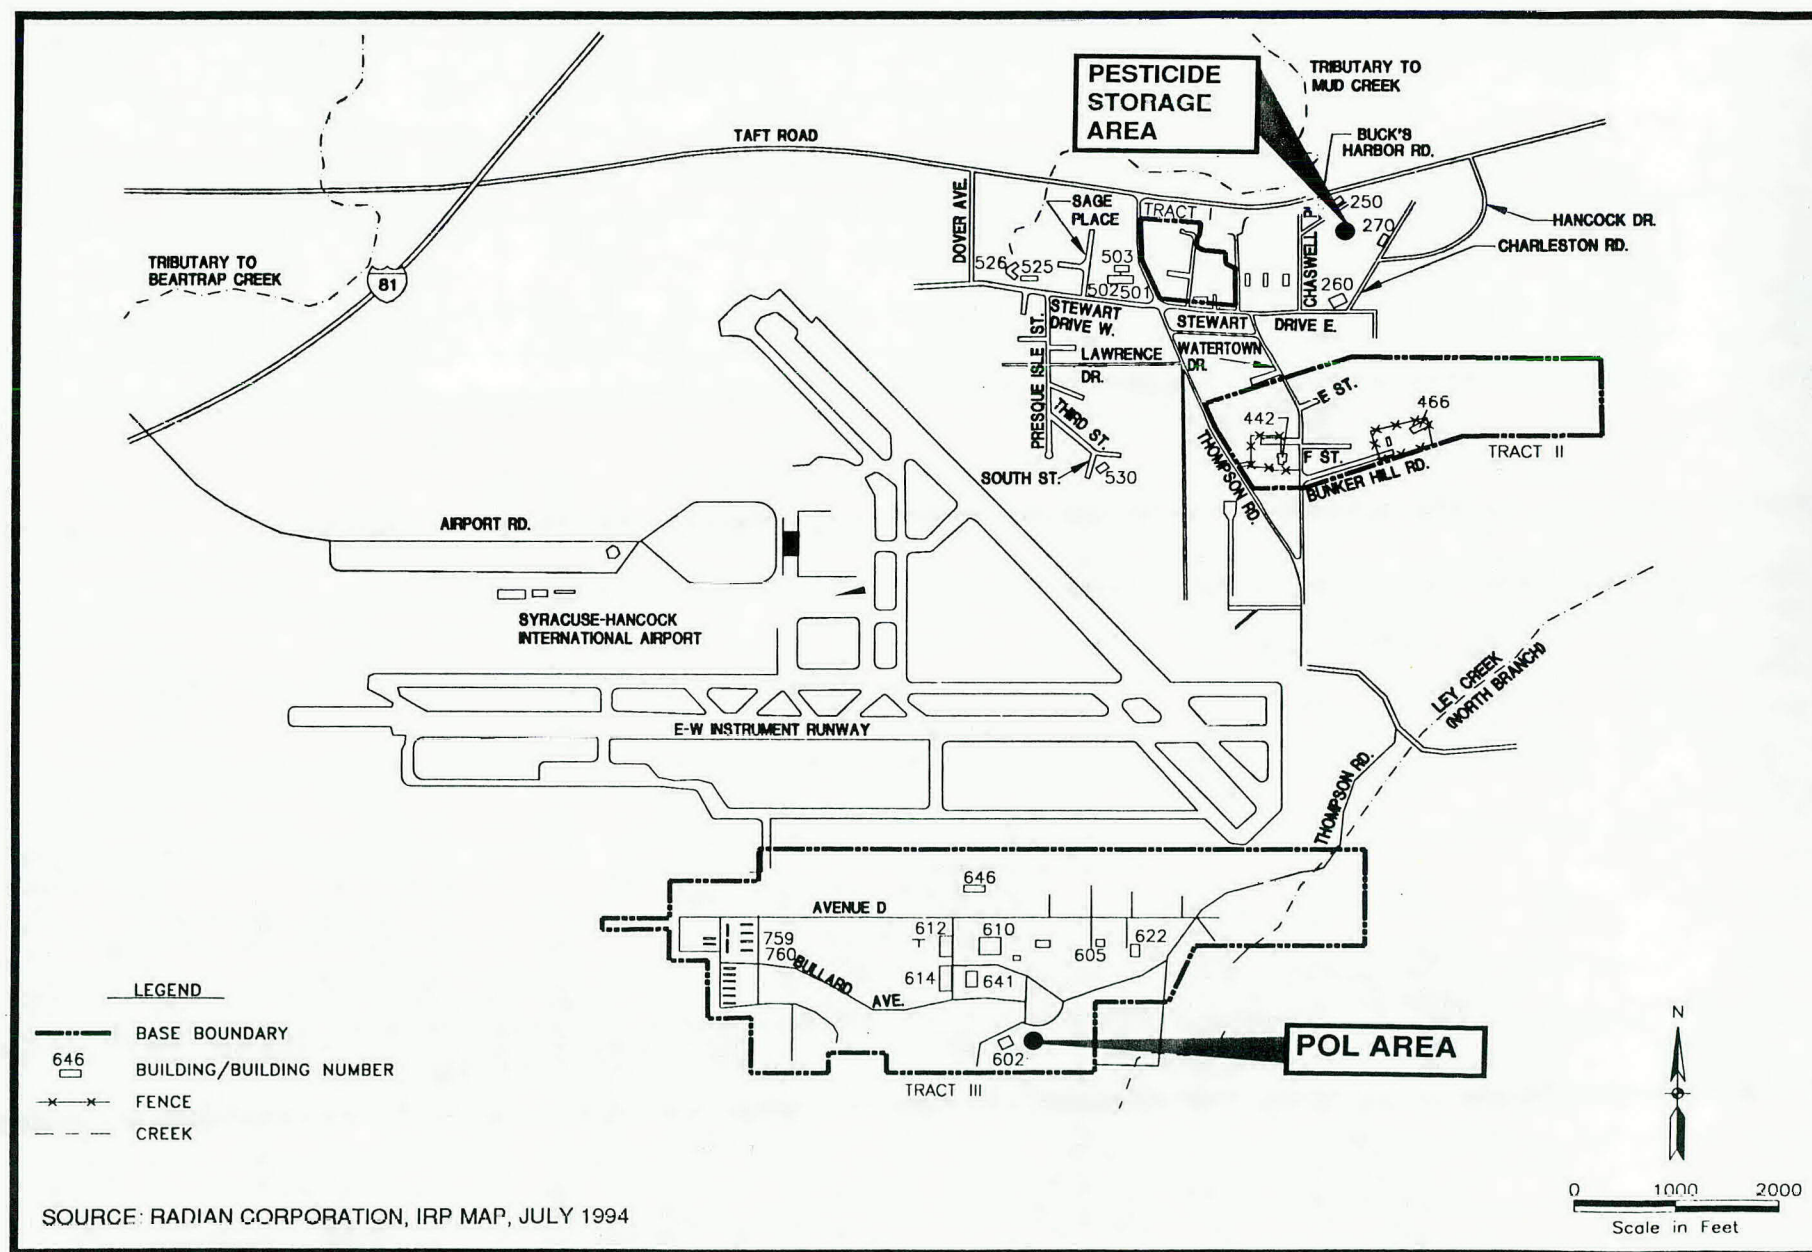 PESTICIDE
STORAGE
AREA
TRIBUTARY TO
MUD CREEK
BUCK'S
HARBOR RD.
TAFT ROAD
DOVER AVE.
SAGE
PLACE
TRACT I
CHASWELL PL
250
270
HANCOCK DR.
CHARLESTON RD.
TRIBUTARY TO
BEARTRAP CREEK
81
526
525
503
502
501
260
STEWART
DRIVE W.
STEWART
DRIVE E.
PRESQUE ISLE ST.
LAWRENCE
DR.
WATERTOWN
DR.
E ST.
THIRD ST.
442
466
F ST.
TRACT II
BUNKER HILL RD.
SOUTH ST.
530
THOMPSON RD.
AIRPORT RD.
SYRACUSE-HANCOCK
INTERNATIONAL AIRPORT
LEY CREEK
(NORTH BRANCH)
E-W INSTRUMENT RUNWAY
THOMPSON RD.
646
AVENUE D
759
760
612
610
605
622
BULLARD
AVE.
614
641
602
POL AREA
TRACT III
LEGEND
BASE BOUNDARY
646
BUILDING/BUILDING NUMBER
FENCE
CREEK
N
0 1000 2000
Scale in Feet
SOURCE: RADIAN CORPORATION, IRP MAP, JULY 1994